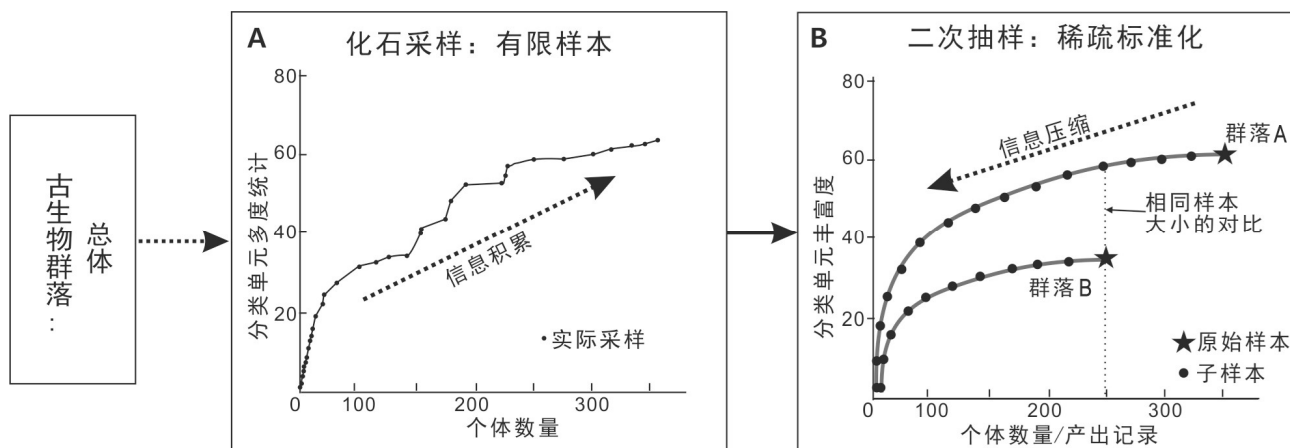 古生物群落：
总体
A 化石采样：有限样本
分类单元多度统计
80
60
40
20
0
100
200
300
个体数量
信息积累
实际采样
B 二次抽样：稀疏标准化
分类单元丰富度
80
60
40
20
0
100
200
300
个体数量/产出记录
信息压缩
群落A
相同样本
大小的对比
群落B
原始样本
子样本